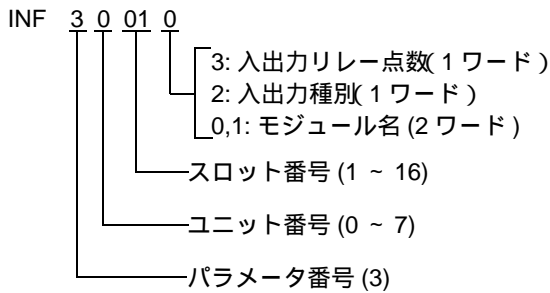 INF 3 0 01 0
3: 入出力リレー点数(1ワード)
2: 入出力種別(1ワード)
0,1: モジュール名(2ワード)
スロット番号(1 ~ 16)
ユニット番号(0 ~ 7)
パラメータ番号(3)